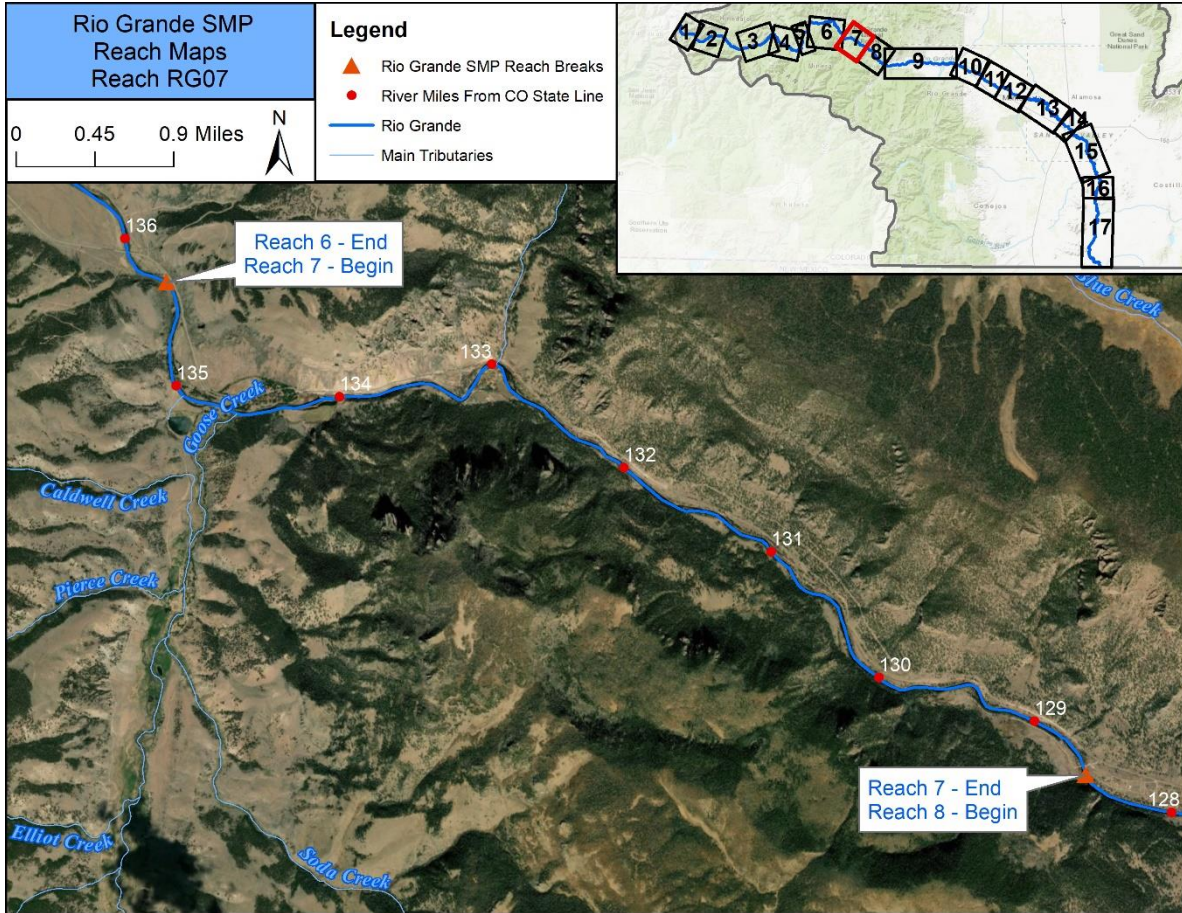 Rio Grande SMP
Reach Maps
Reach RG07
0 0.45 0.9 Miles
N
Legend
Rio Grande SMP Reach Breaks
River Miles From CO State Line
Rio Grande
Main Tributaries
1
2
3
4
5
6
7
8
9
10
11
12
13
14
15
16
17
Alamosa
136
Reach 6 - End
Reach 7 - Begin
Blue Creek
133
135
134
Goose Creek
132
Caldwell Creek
131
Pierce Creek
130
129
Reach 7 - End
Reach 8 - Begin
128
Elliot Creek
Soda Creek